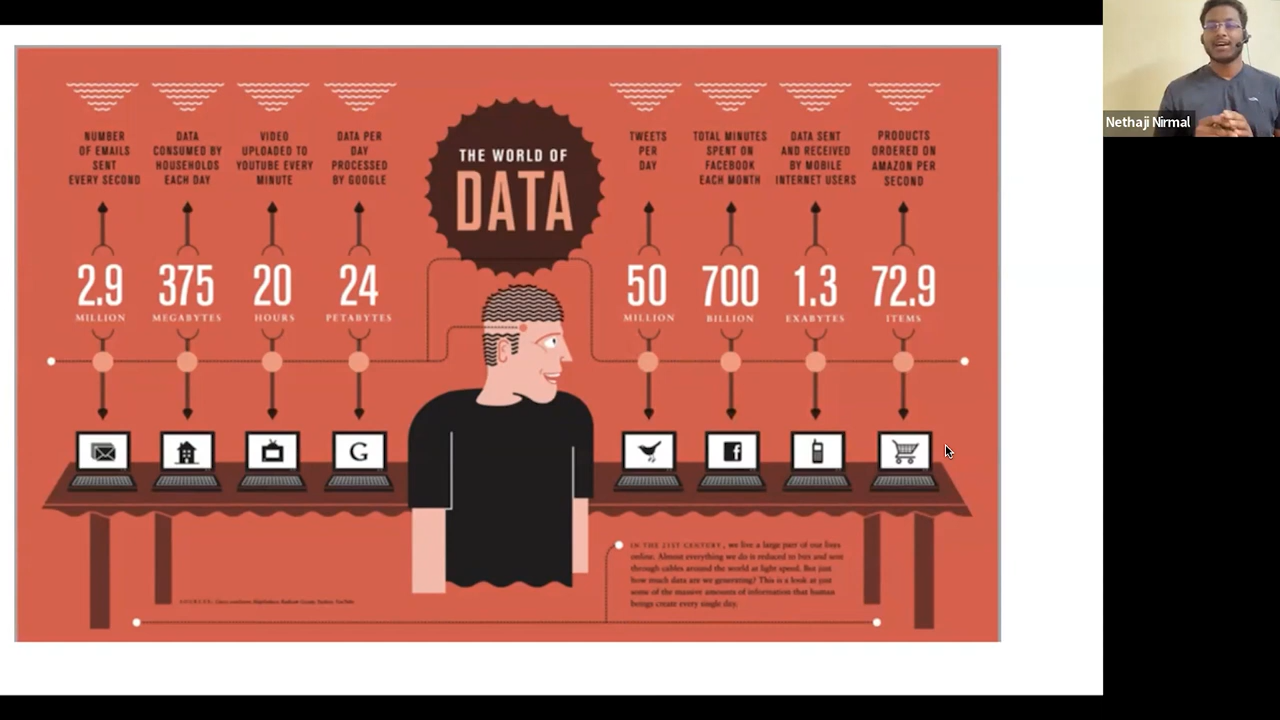 NUMBER
OF EMAILS
SENT
EVERY SECOND
DATA
CONSUMED BY
HOUSEHOLDS
EACH DAY
VIDEO
UPLOADED TO
YOUTUBE EVERY
MINUTE
DATA PER
DAY
PROCESSED
BY GOOGLE
THE WORLD OF
DATA
TWEETS
PER
DAY
TOTAL MINUTES
SPENT ON
FACEBOOK
EACH MONTH
DATA SENT
AND RECEIVED
BY MOBILE
INTERNET USERS
PRODUCTS
ORDERED ON
AMAZON PER
SECOND
2.9
MILLION
375
MEGABYTES
20
HOURS
24
PETABYTES
50
MILLION
700
BILLION
1.3
EXABYTES
72.9
ITEMS
G
f
IN THE 21ST CENTURY, we live a large part of our lives
online. Almost everything we do is reduced to bits and sent
through cables around the world at light speed. But just
how much data are we generating? This is a look at just
some of the massive amounts of information that human
beings create every single day.
Nethaji Nirmal